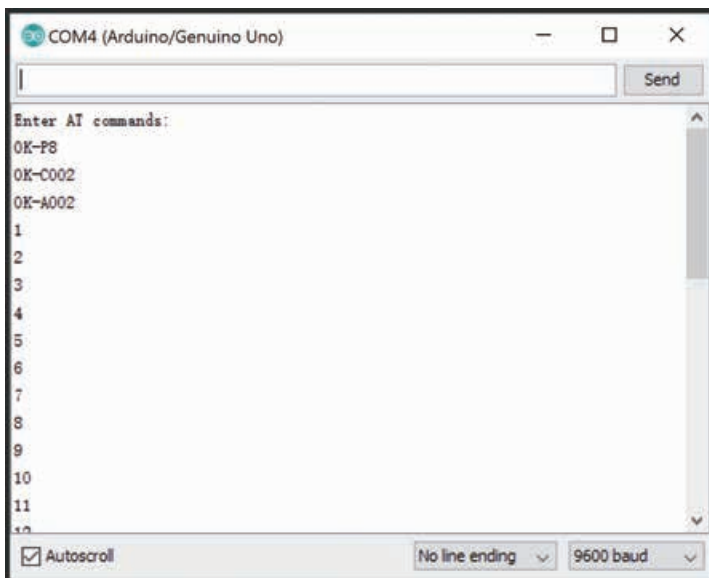 COM4 (Arduino/Genuino Uno)
Send
Enter AT commands:
OK-P8
OK-C002
OK-A002
1
2
3
4
5
6
7
8
9
10
11
12
Autoscroll
No line ending
9600 baud